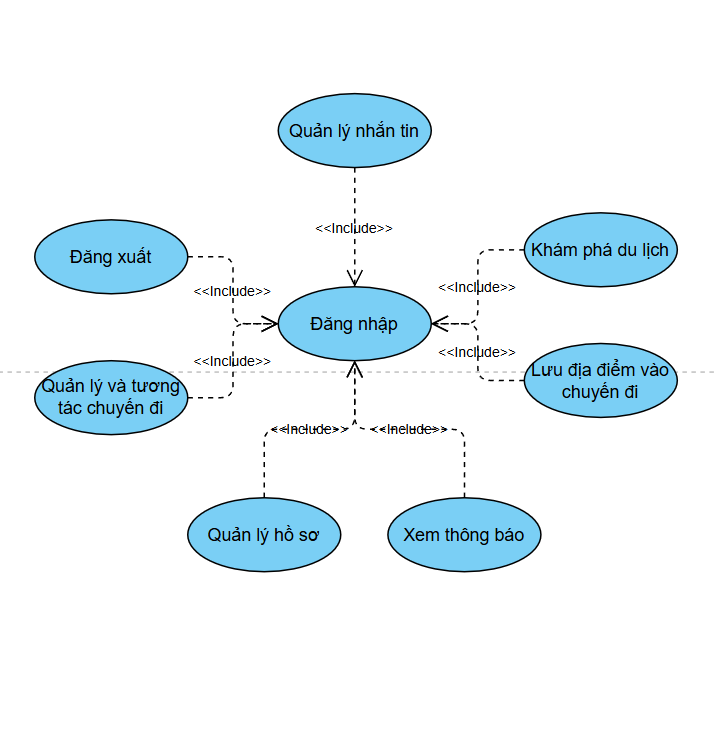 Quản lý nhắn tin
<<Include>>
Đăng xuất
Khám phá du lịch
<<Include>>
<<Include>>
Đăng nhập
<<Include>>
<<Include>>
Quản lý và tương
tác chuyến đi
Lưu địa điểm vào
chuyến đi
<<Include>>
<<Include>>
Quản lý hồ sơ
Xem thông báo